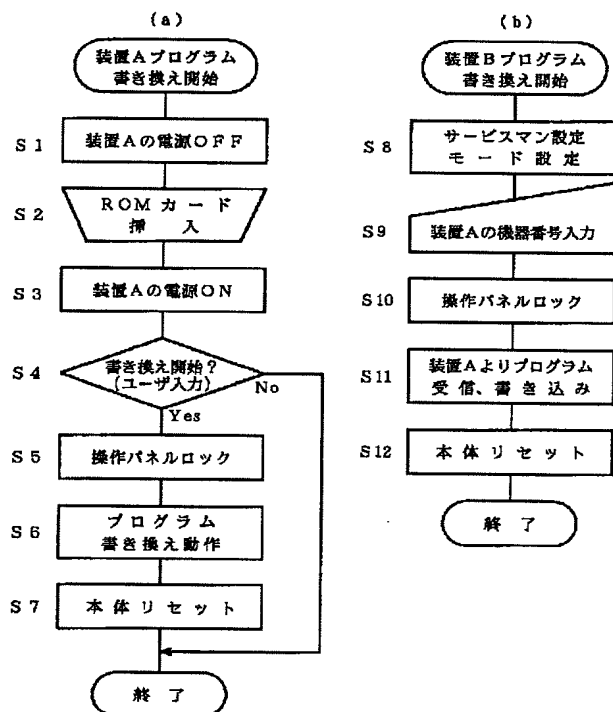 (a)
装置Aプログラム
書き換え開始
S1
装置Aの電源OFF
S2
ROMカード
挿入
S3
装置Aの電源ON
S4
書き換え開始?
(ユーザ入力)
No
Yes
S5
操作パネルロック
S6
プログラム
書き換え動作
S7
本体リセット
終了
(b)
装置Bプログラム
書き換え開始
S8
サービスマン設定
モード設定
S9
装置Aの機器番号入力
S10
操作パネルロック
S11
装置Aよりプログラム
受信、書き込み
S12
本体リセット
終了